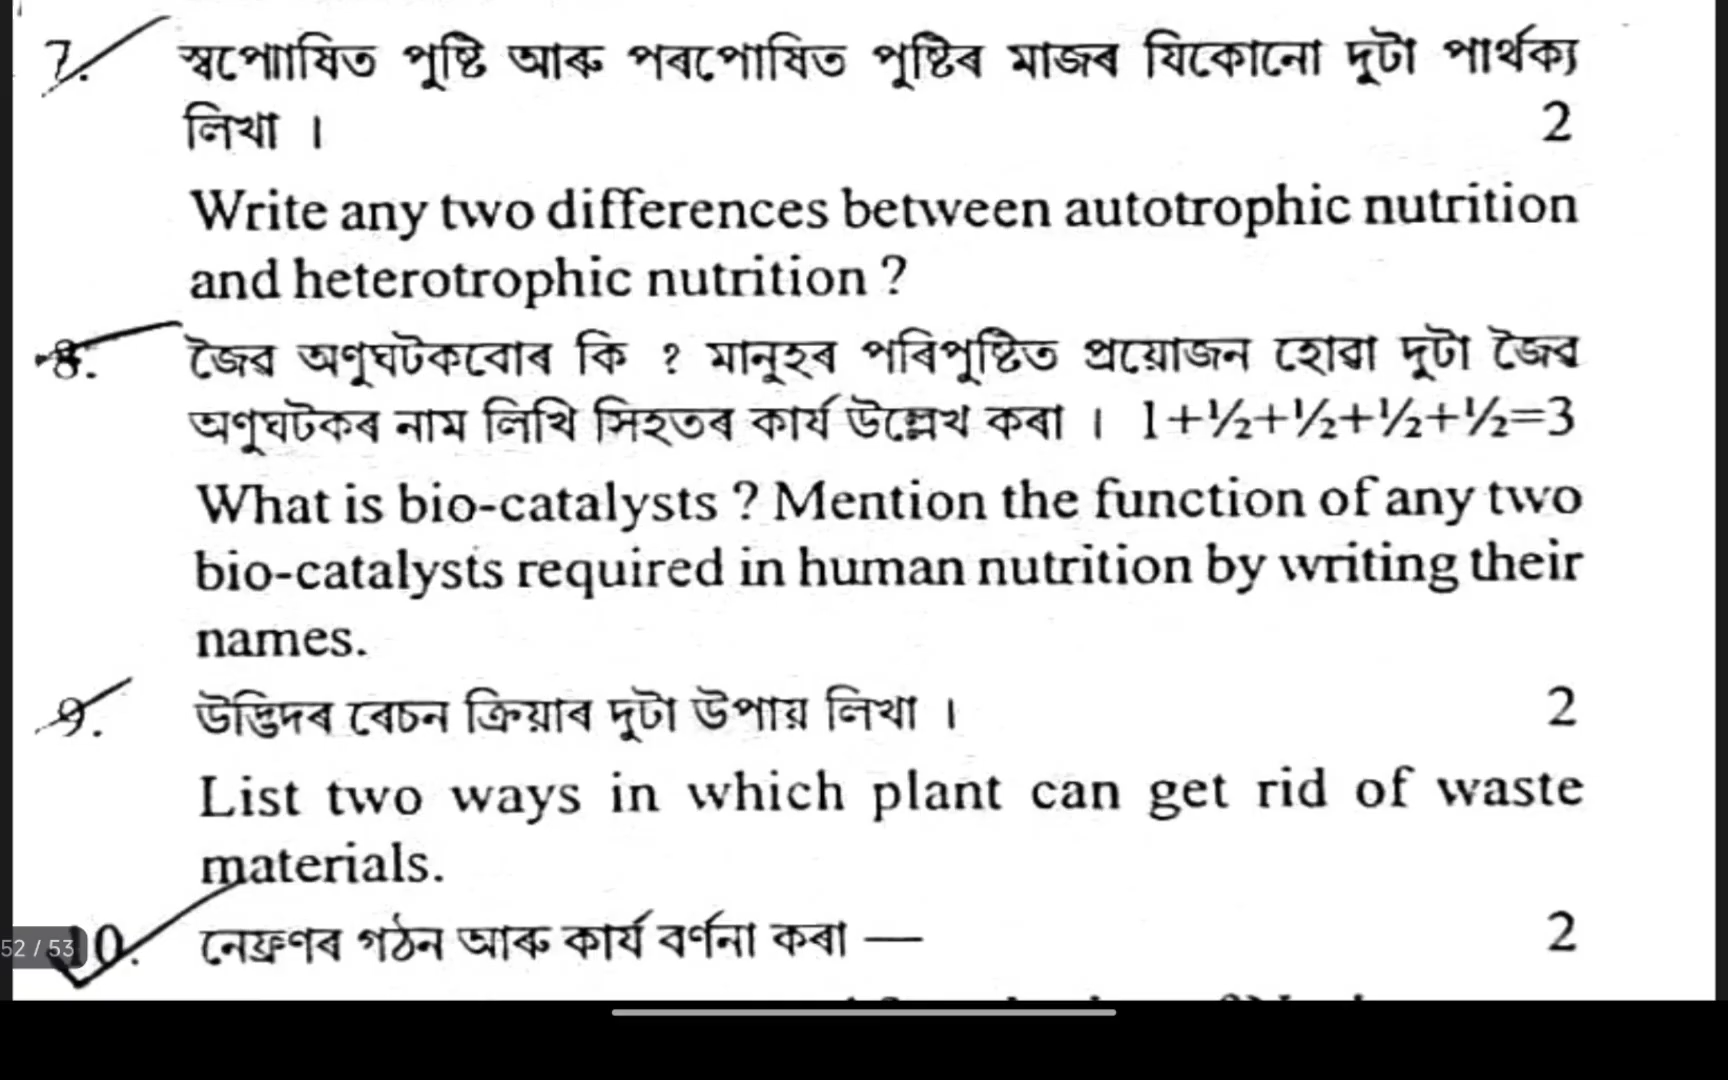 7. স্বপোষিত পুষ্টি আৰু পৰপোষিত পুষ্টিৰ মাজৰ যিকোনো দুটা পাৰ্থক্য
লিখা । 2
Write any two differences between autotrophic nutrition
and heterotrophic nutrition ?
8. জৈৱ অণুঘটকবোৰ কি ? মানুহৰ পৰিপুষ্টিত প্ৰয়োজন হোৱা দুটা জৈৱ
অণুঘটকৰ নাম লিখি সিহতৰ কাৰ্য উল্লেখ কৰা । 1+½+½+½+½=3
What is bio-catalysts ? Mention the function of any two
bio-catalysts required in human nutrition by writing their
names.
9. উদ্ভিদৰ ৰেচন ক্ৰিয়াৰ দুটা উপায় লিখা । 2
List two ways in which plant can get rid of waste
materials.
10. নেফ্ৰণৰ গঠন আৰু কাৰ্য বৰ্ণনা কৰা — 2
52 / 53